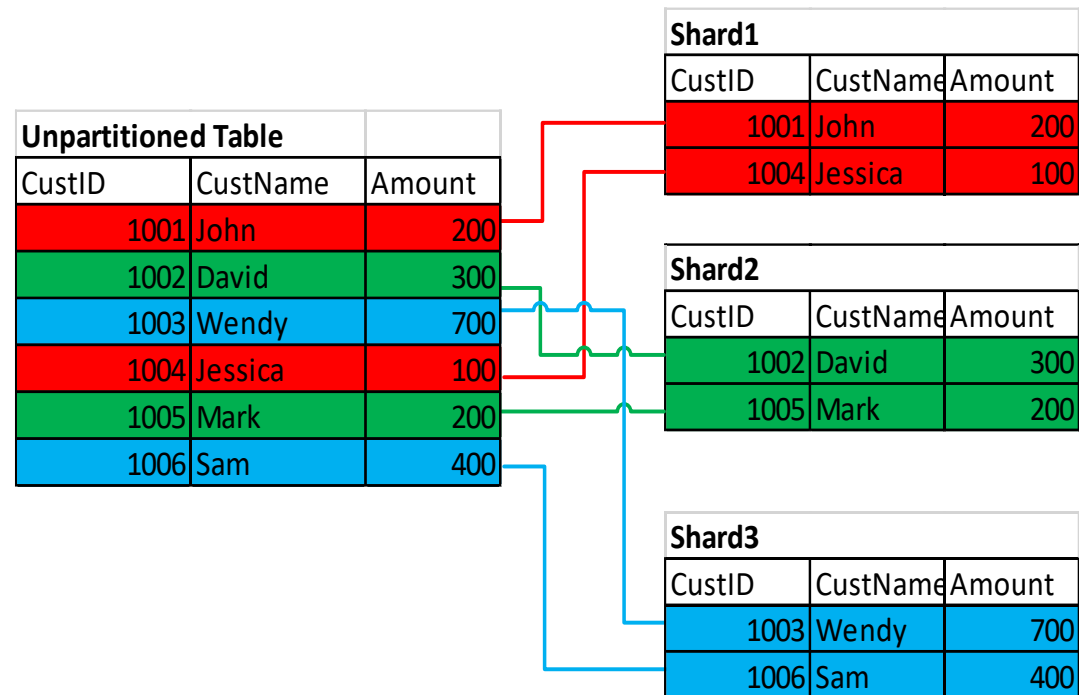 Unpartitioned Table
CustID CustName Amount
1001 John 200
1002 David 300
1003 Wendy 700
1004 Jessica 100
1005 Mark 200
1006 Sam 400
Shard1
CustID CustName Amount
1001 John 200
1004 Jessica 100
Shard2
CustID CustName Amount
1002 David 300
1005 Mark 200
Shard3
CustID CustName Amount
1003 Wendy 700
1006 Sam 400